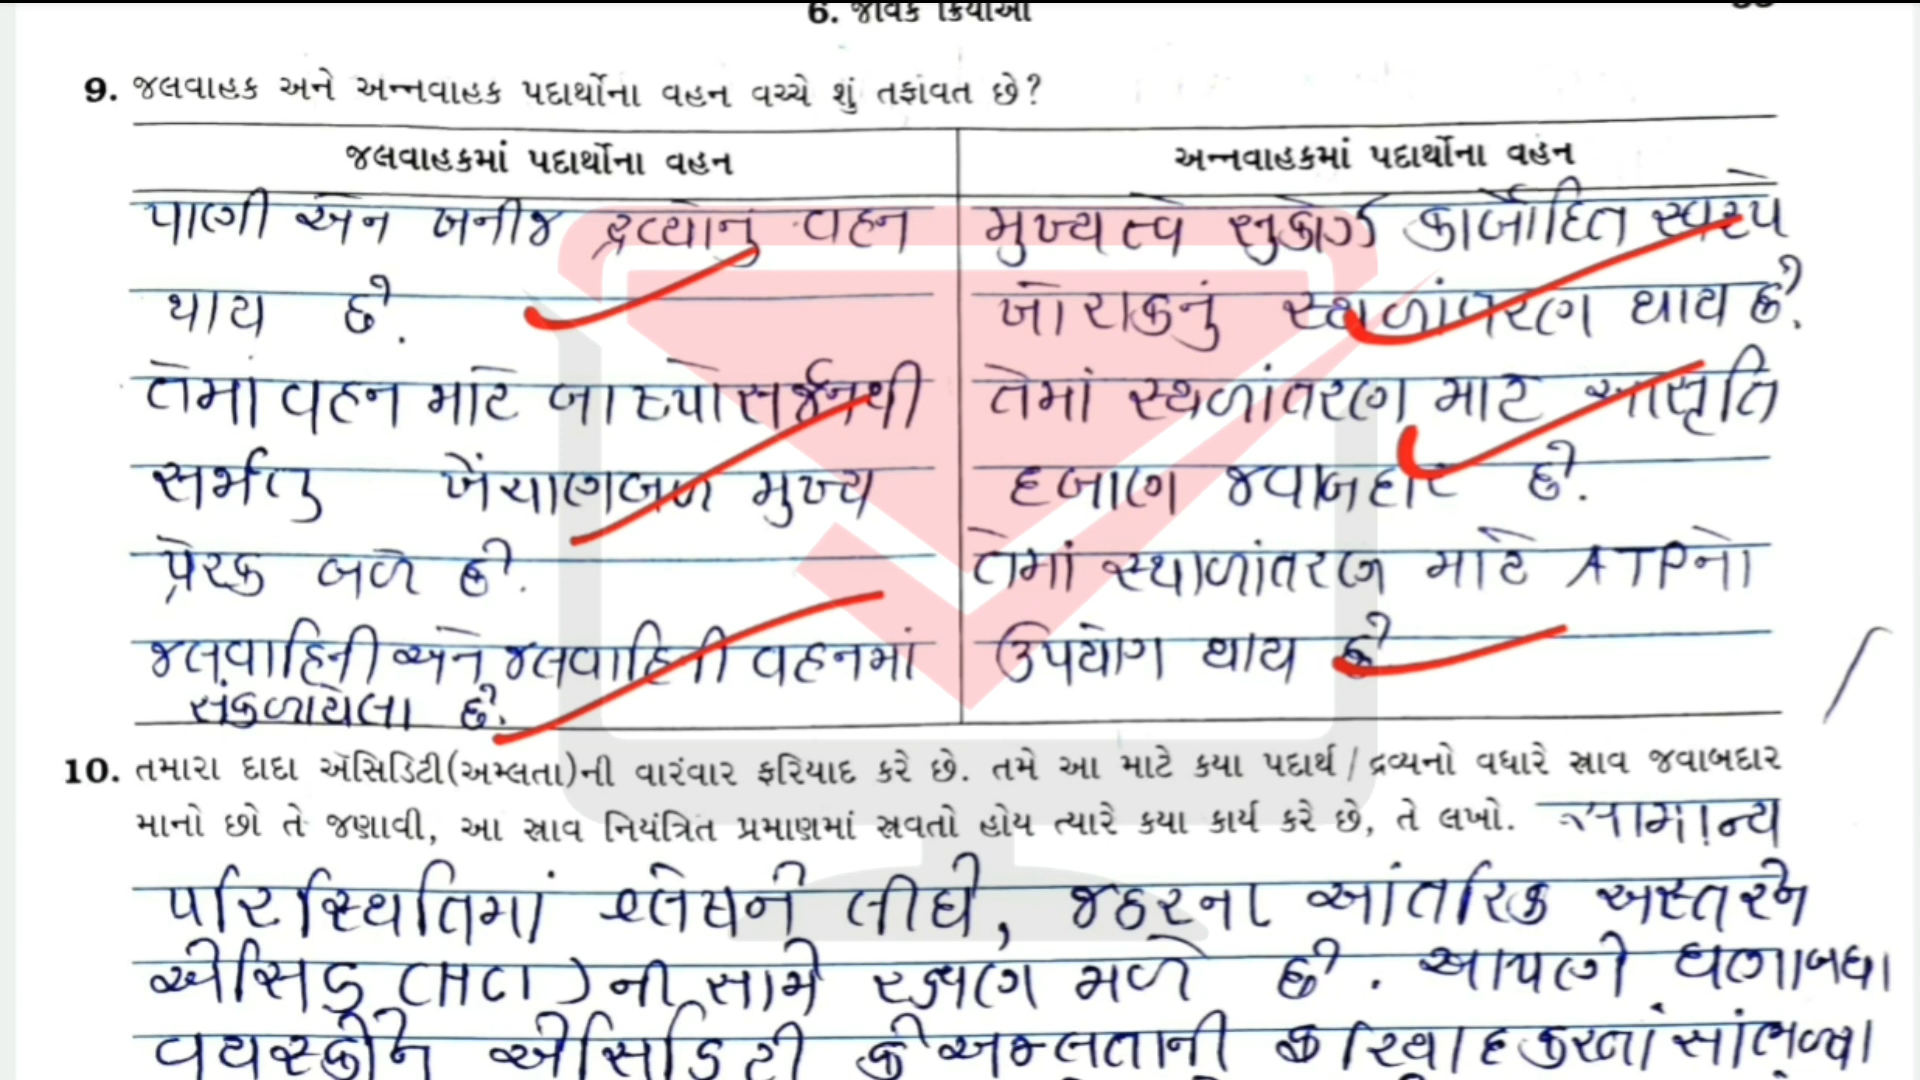 6. જૈવિક ક્રિયાઓ
9. જલવાહક અને અન્નવાહક પદાર્થોના વહન વચ્ચે શું તફાવત છે?
જલવાહકમાં પદાર્થોના વહન
અન્નવાહકમાં પદાર્થોના વહન
પાણી અને ખનીજ દ્રવ્યોનું વહન
થાય છે.
તેમાં વહન માટે બાષ્પોત્સર્જનથી
સર્જાતુ ખેંચાણબળ મુખ્ય
પ્રેરક બળ છે.
જલવાહિની અને જલવાહિની વહનમાં
સંકળાયેલા છે.
મુખ્યત્વે સુક્રોઝ કાર્બોદિત સ્વરૂપે
ખોરાકનું સ્થળાંતરણ થાય છે.
તેમાં સ્થળાંતરણ માટે આસૃતિ
દબાણ જવાબદાર છે.
તેમાં સ્થાળાંતરણ માટે ATPનો
ઉપયોગ થાય છે
10. તમારા દાદા ઍસિડિટી(અમ્લતા)ની વારંવાર ફરિયાદ કરે છે. તમે આ માટે કયા પદાર્થ / દ્રવ્યનો વધારે સ્રાવ જવાબદાર
માનો છો તે જણાવી, આ સ્રાવ નિયંત્રિત પ્રમાણમાં સ્રવતો હોય ત્યારે કયા કાર્ય કરે છે, તે લખો. સામાન્ય
પરિસ્થિતિમાં શ્લેષ્મને લીધે, જઠરના આંતરિક અસ્તરને
એસિડ (HCl) ની સામે રક્ષણ મળે છે. આપણે ઘણાબધા
વયસ્કોને એસિડિટી કે અમ્લતાની ફરિયાદ કરતાં સાંભળ્યા